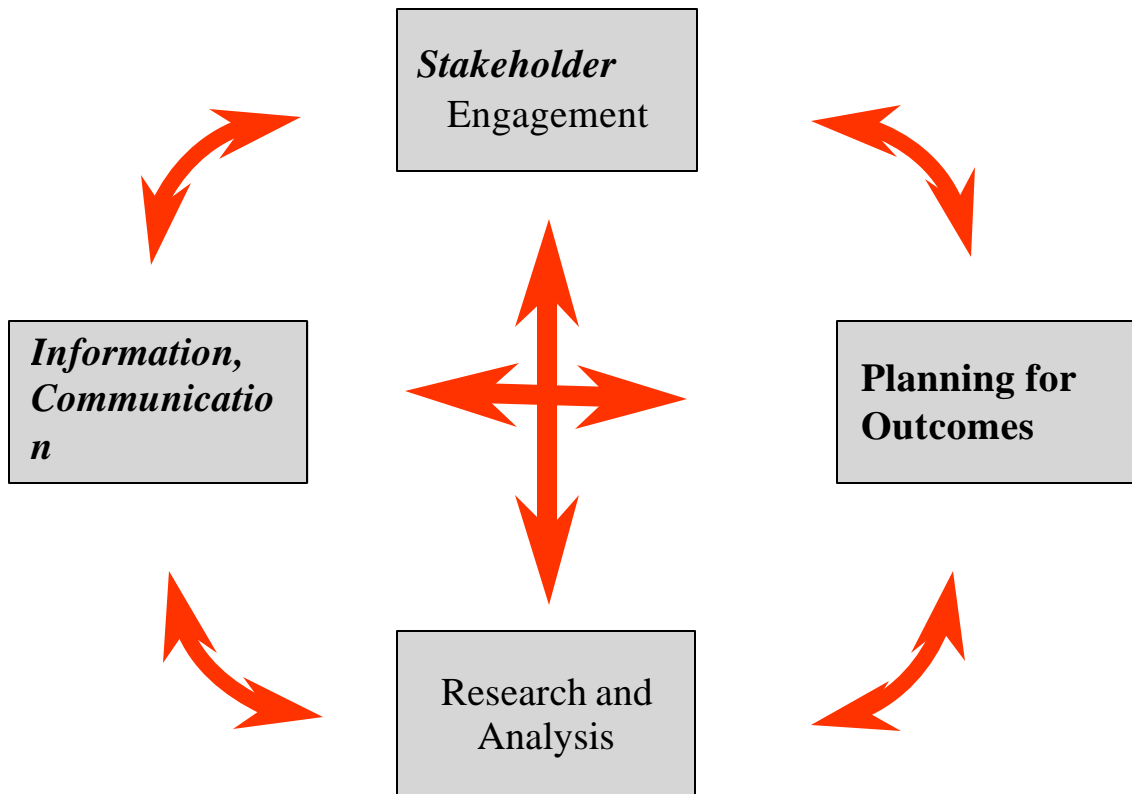 Stakeholder
Engagement
Information,
Communicatio
n
Planning for
Outcomes
Research and
Analysis